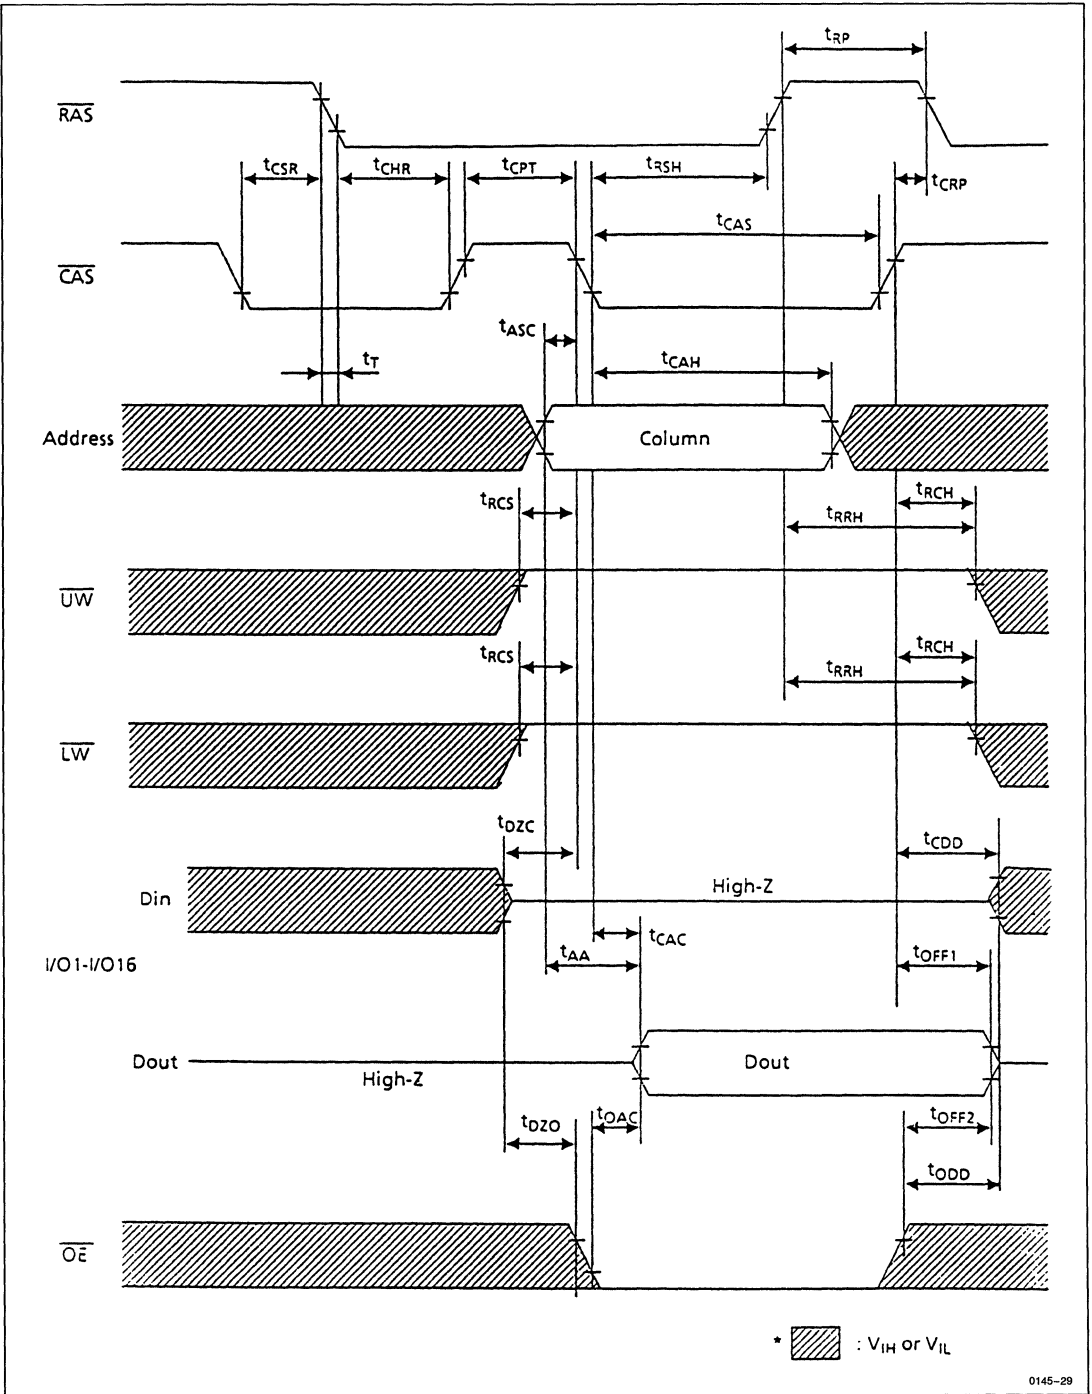 tRP
RAS
tCSR tCHR tCPT tRSH tCRP
tCAS
CAS
tASC
tT tCAH
Address Column
tRCS tRCH
tRRH
UW
tRCS tRCH
tRRH
LW
tDZC tCDD
Din High-Z
tCAC
I/O1-I/O16 tAA tOFF1
Dout High-Z Dout
tDZO tOAC tOFF2
tODD
OE
* : VIH or VIL
0145-29